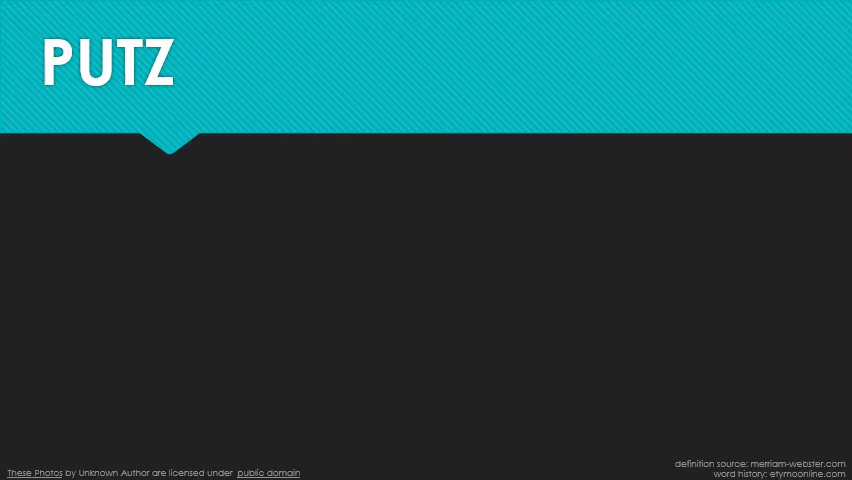 PUTZ
definition source: merriam-webster.com
These Photos by Unknown Author are licensed under public domain
word history: etymoonline.com